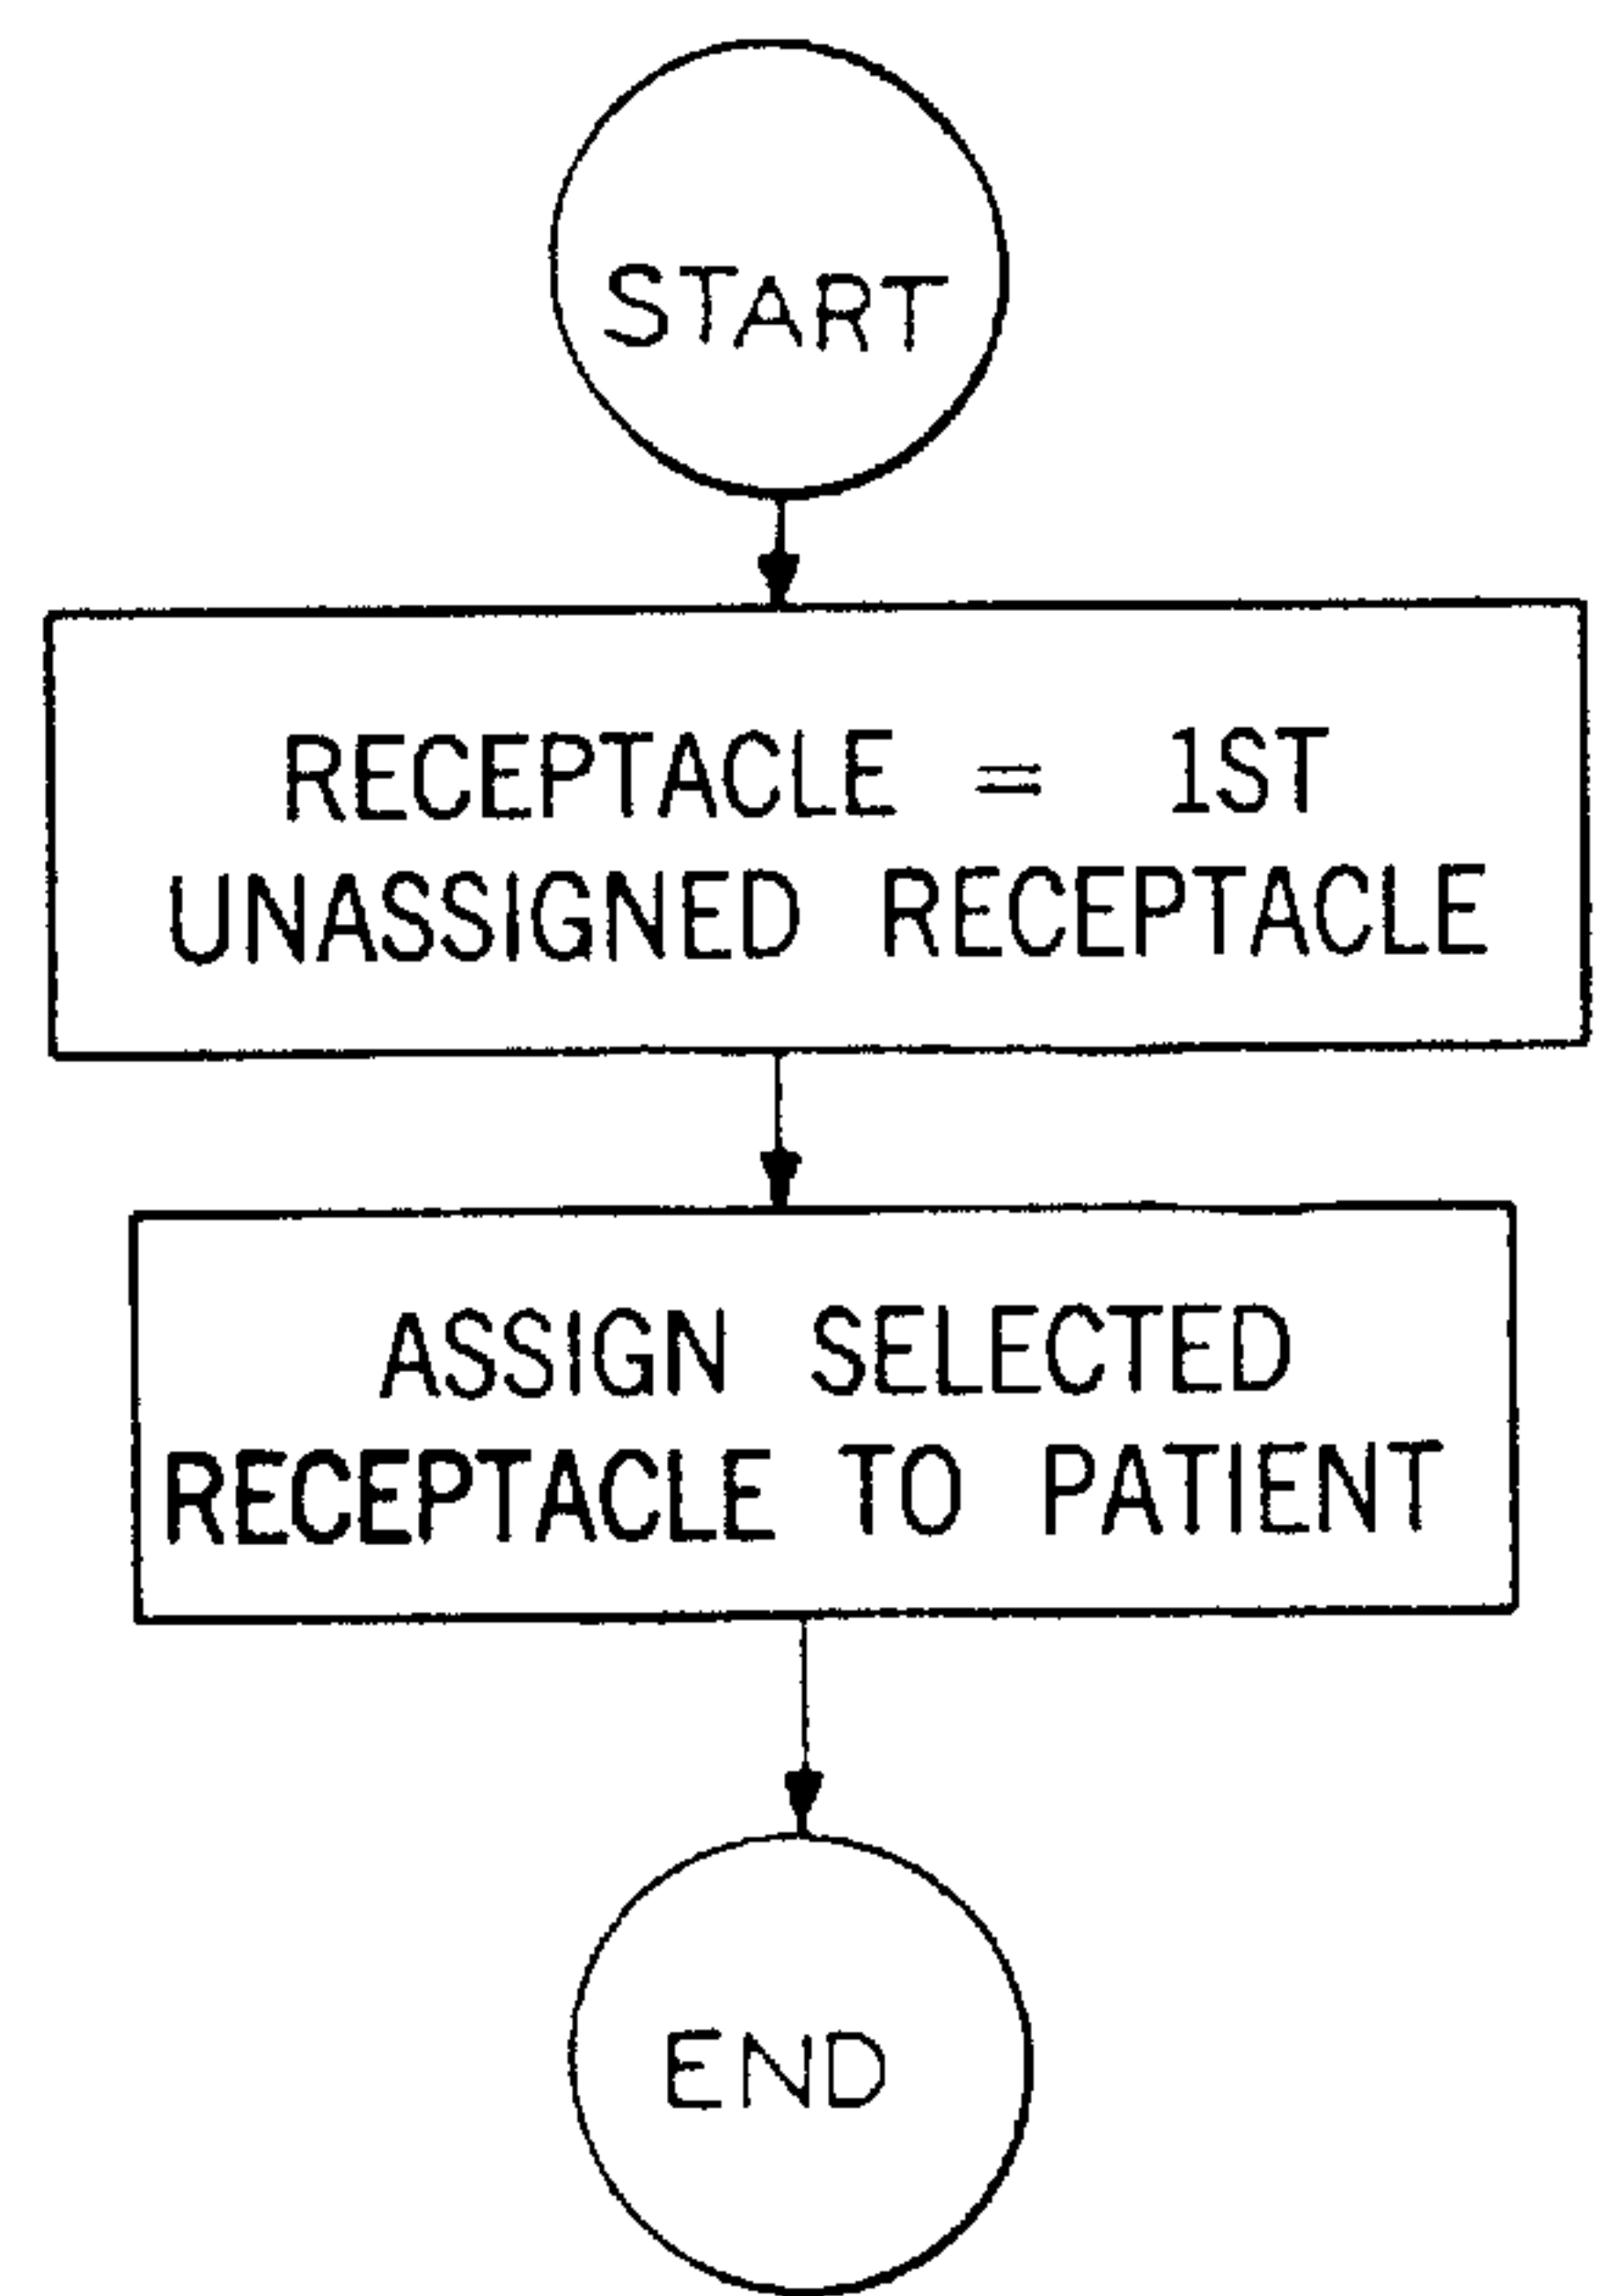 START
RECEPTACLE = 1ST
UNASSIGNED RECEPTACLE
ASSIGN SELECTED
RECEPTACLE TO PATIENT
END